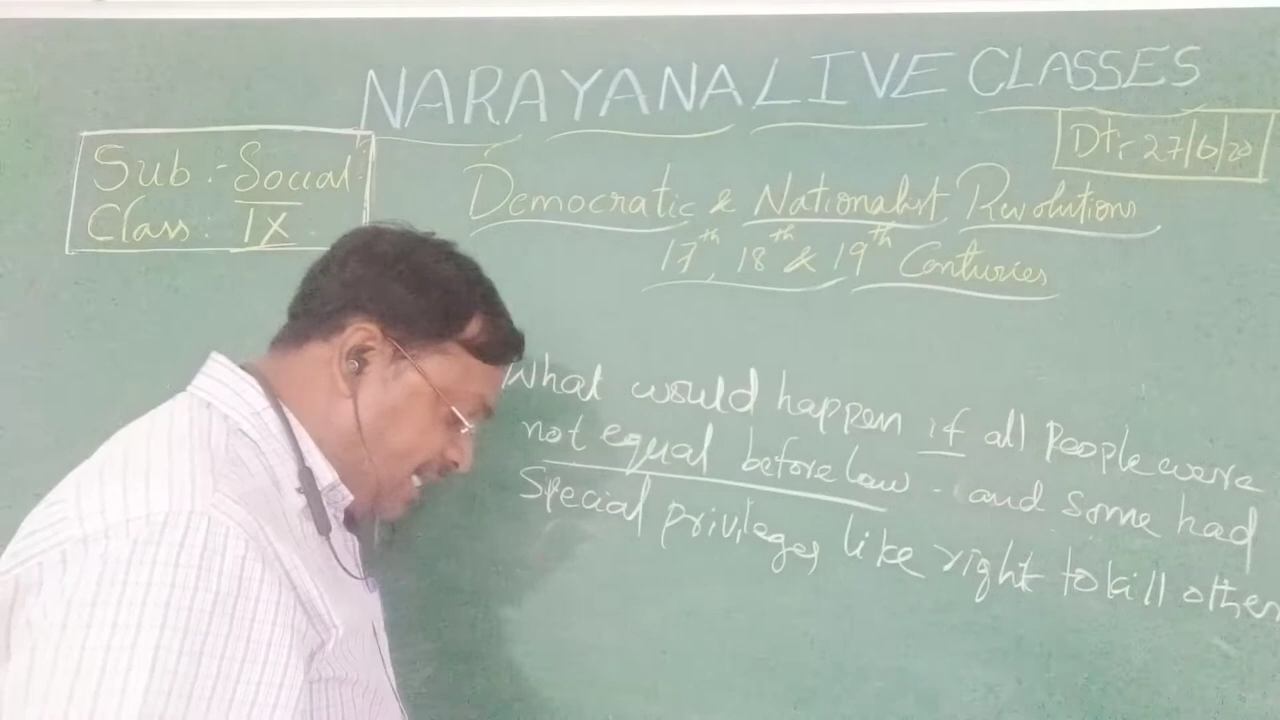 NARAYANA LIVE CLASSES
Dt:- 27/6/20
Sub :- Social
Class : IX
Democratic & Nationalist Revolutions
17th, 18th & 19th Centuries
What would happen if all People were
not equal before law - and some had
Special privileges like right to kill other